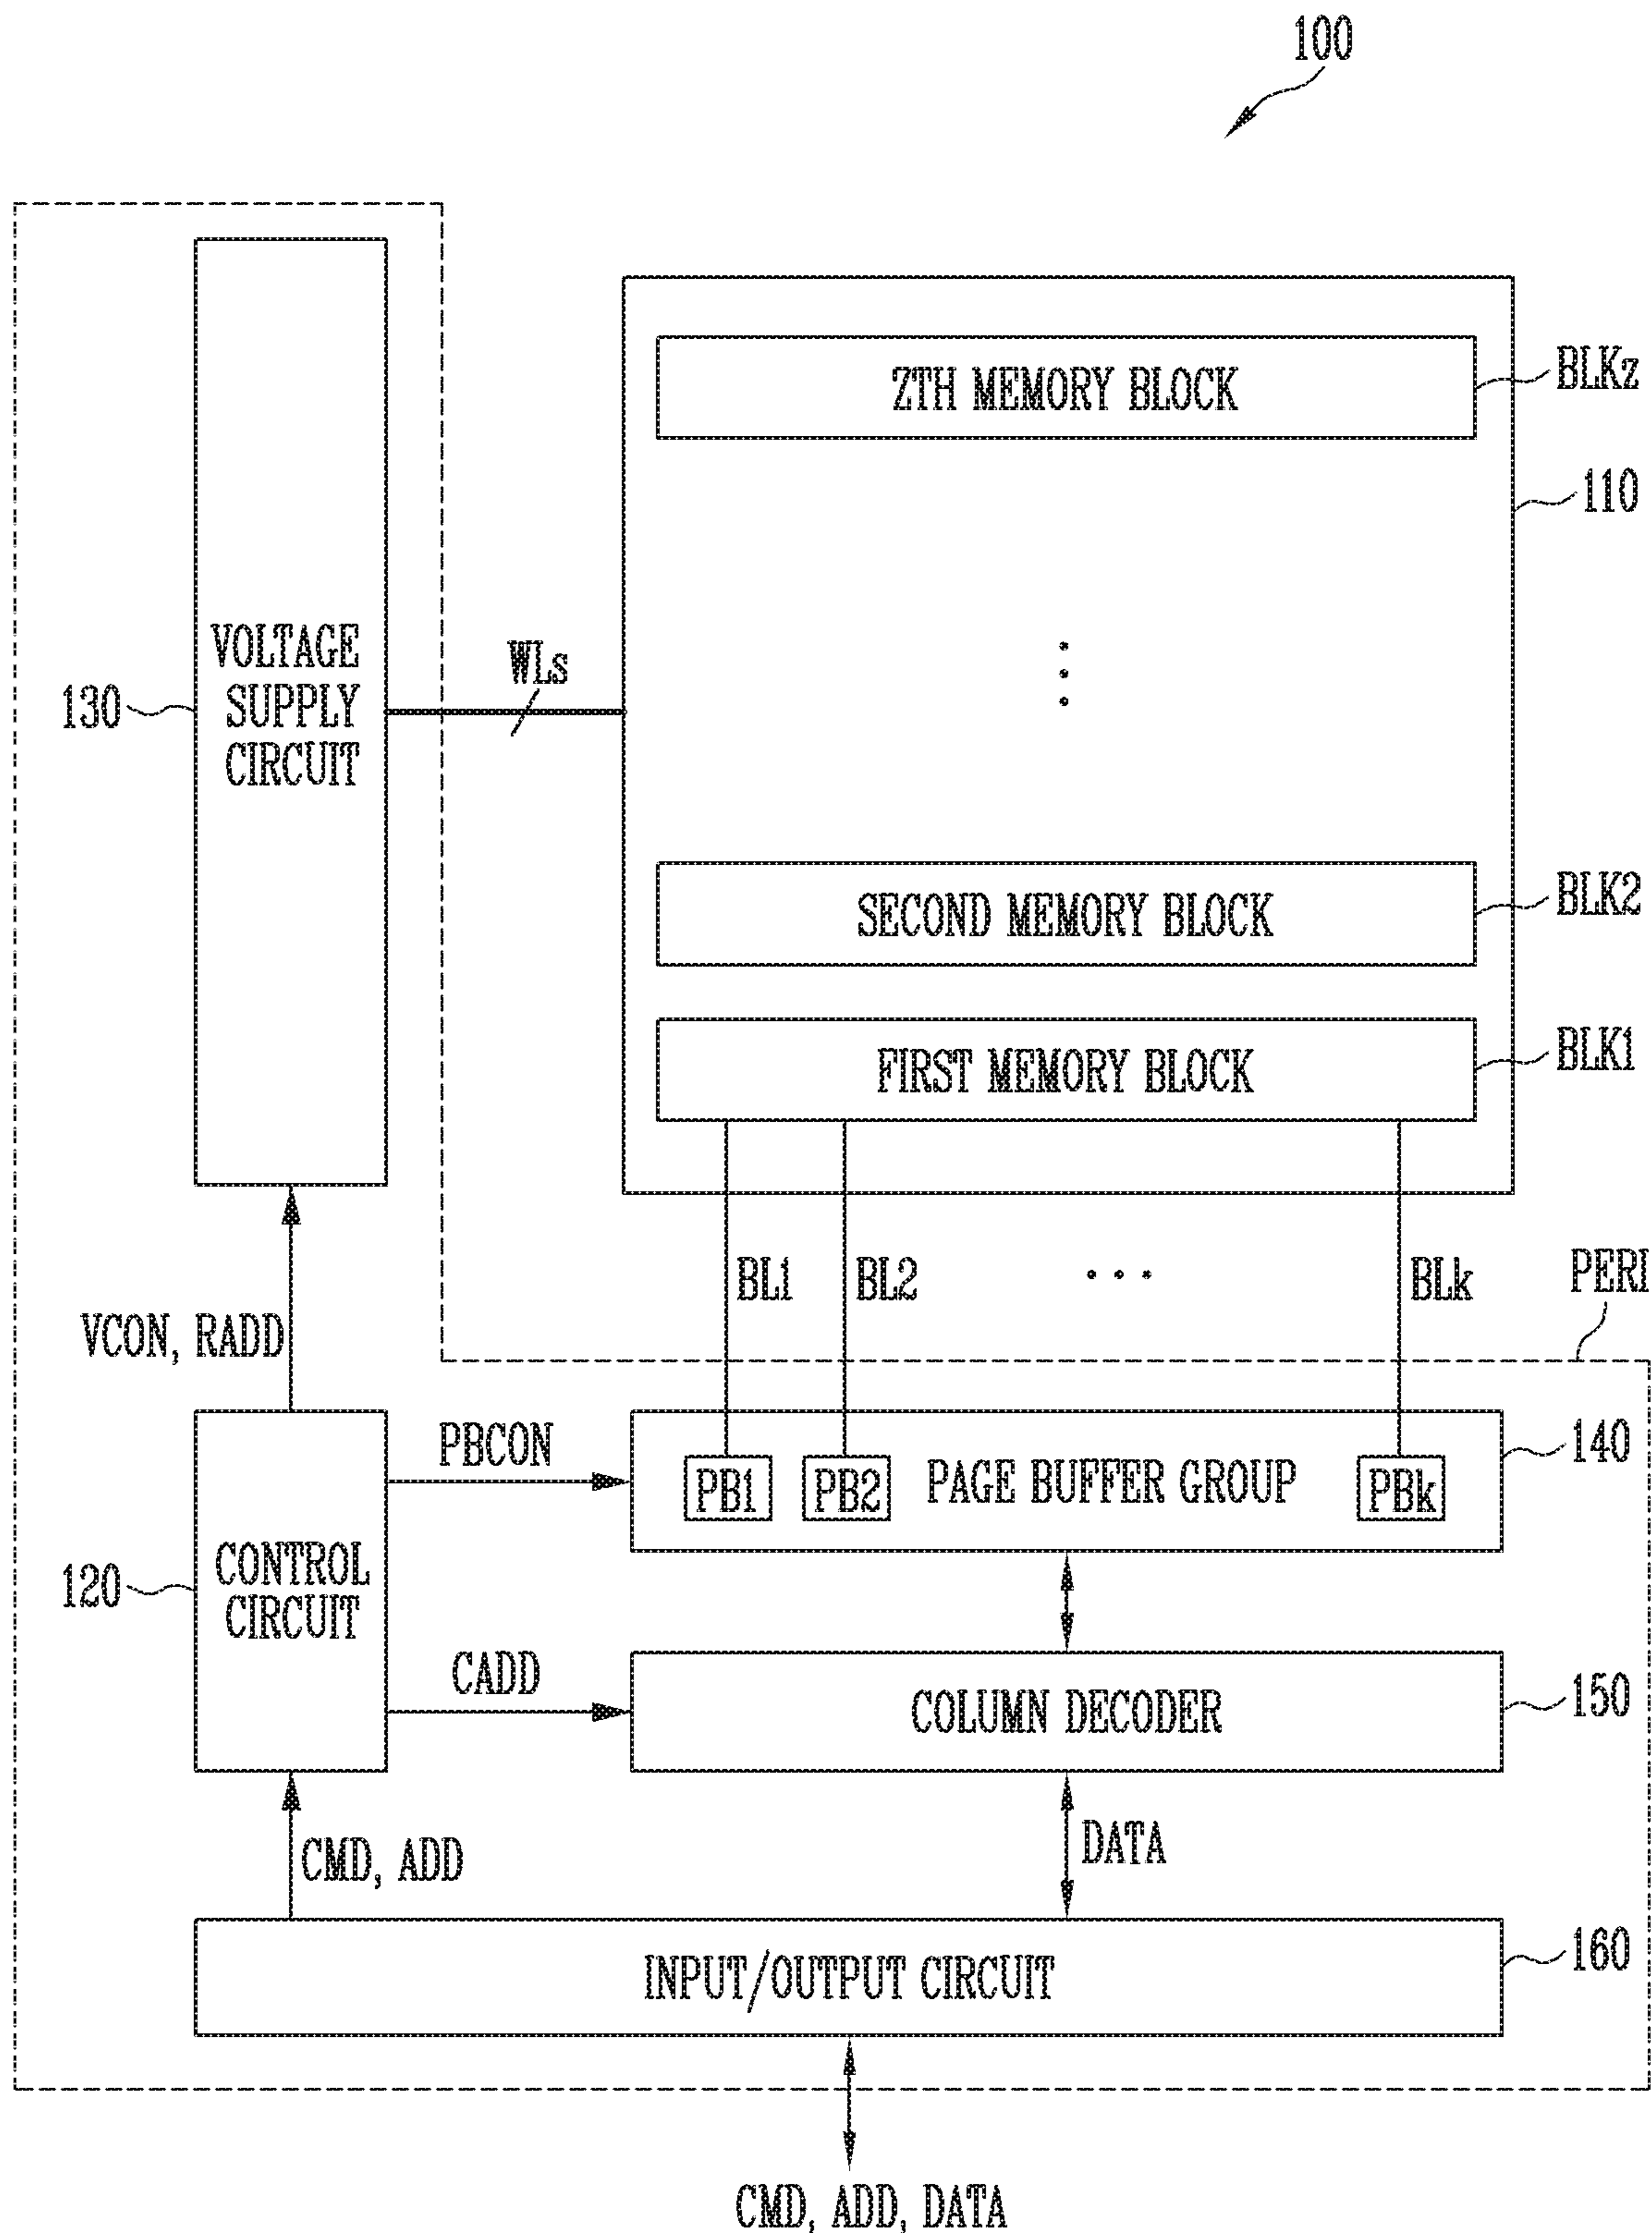 100
ZTH MEMORY BLOCK
BLKz
110
VOLTAGE
SUPPLY
CIRCUIT
130
WLs
SECOND MEMORY BLOCK
BLK2
FIRST MEMORY BLOCK
BLK1
BL1
BL2
BLk
PERI
VCON, RADD
PBCON
PB1
PB2
PAGE BUFFER GROUP
PBk
140
CONTROL
CIRCUIT
120
CADD
COLUMN DECODER
150
CMD, ADD
DATA
INPUT/OUTPUT CIRCUIT
160
CMD, ADD, DATA